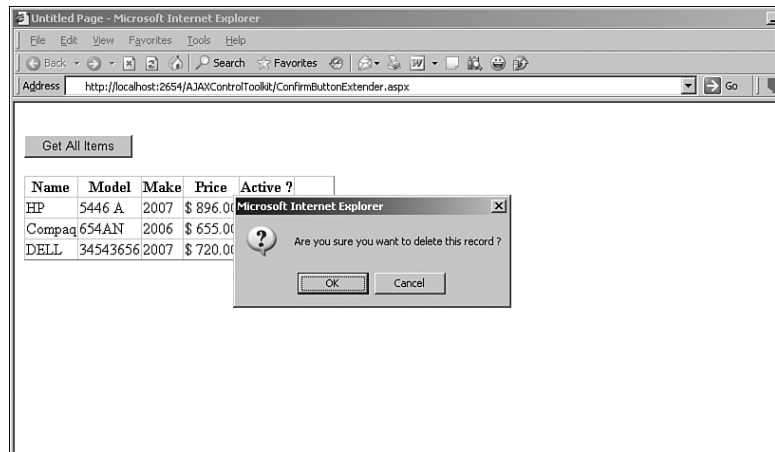 Untitled Page - Microsoft Internet Explorer
File Edit View Favorites Tools Help
Back Search Favorites
Address http://localhost:2654/AJAXControlToolkit/ConfirmButtonExtender.aspx Go
Get All Items
Name Model Make Price Active ?
HP 5446 A 2007 $ 896.00
Compaq 654AN 2006 $ 655.00
DELL 34543656 2007 $ 720.00
Microsoft Internet Explorer
Are you sure you want to delete this record ?
OK Cancel